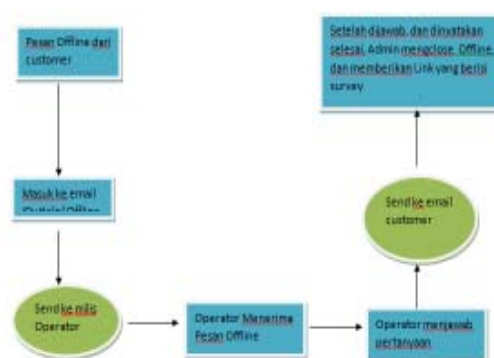 Pesan Offline dari
customer
Masuk ke email
Offline
Send ke milis
Operator
Operator Menerima
Pesan Offline
Operator menjawab
pertanyaan
Send ke email
customer
Setelah dijawab, dan dinyatakan
selesai, Admin mengclose, Offline,
dan memberikan Link yang berisi
survey.